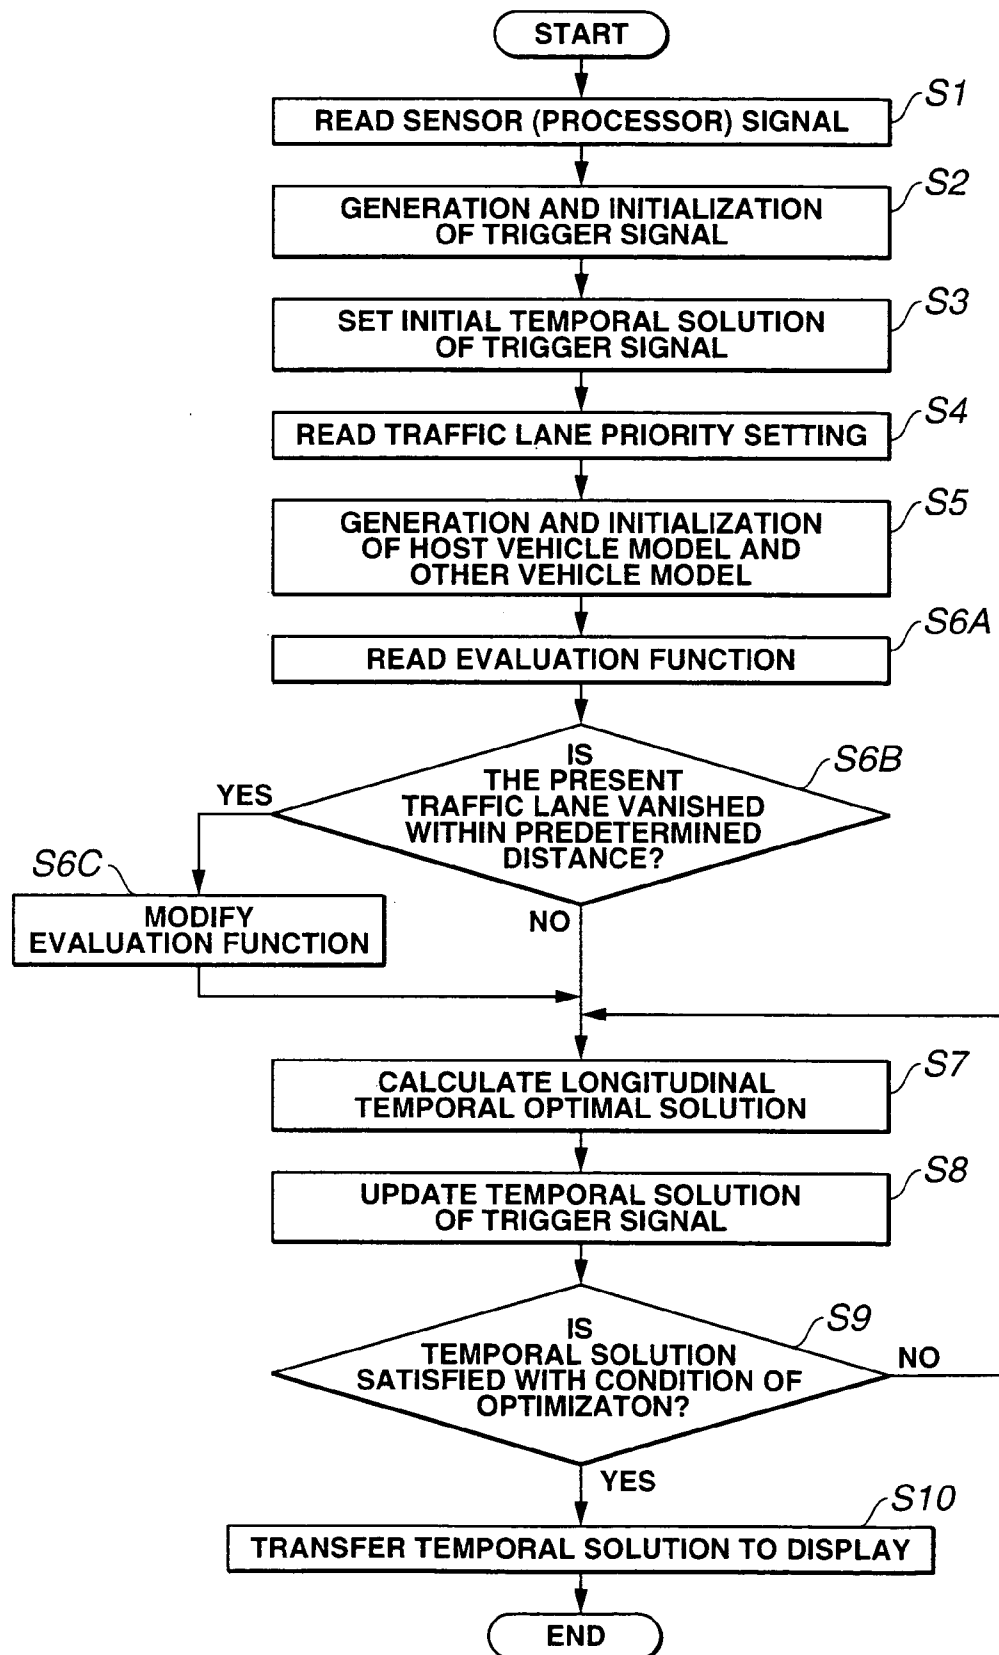 START
S1
READ SENSOR (PROCESSOR) SIGNAL
S2
GENERATION AND INITIALIZATION
OF TRIGGER SIGNAL
S3
SET INITIAL TEMPORAL SOLUTION
OF TRIGGER SIGNAL
S4
READ TRAFFIC LANE PRIORITY SETTING
S5
GENERATION AND INITIALIZATION
OF HOST VEHICLE MODEL AND
OTHER VEHICLE MODEL
S6A
READ EVALUATION FUNCTION
S6B
IS
THE PRESENT
TRAFFIC LANE VANISHED
WITHIN PREDETERMINED
DISTANCE?
YES
S6C
MODIFY
EVALUATION FUNCTION
NO
S7
CALCULATE LONGITUDINAL
TEMPORAL OPTIMAL SOLUTION
S8
UPDATE TEMPORAL SOLUTION
OF TRIGGER SIGNAL
S9
IS
TEMPORAL SOLUTION
SATISFIED WITH CONDITION OF
OPTIMIZATON?
NO
YES
S10
TRANSFER TEMPORAL SOLUTION TO DISPLAY
END